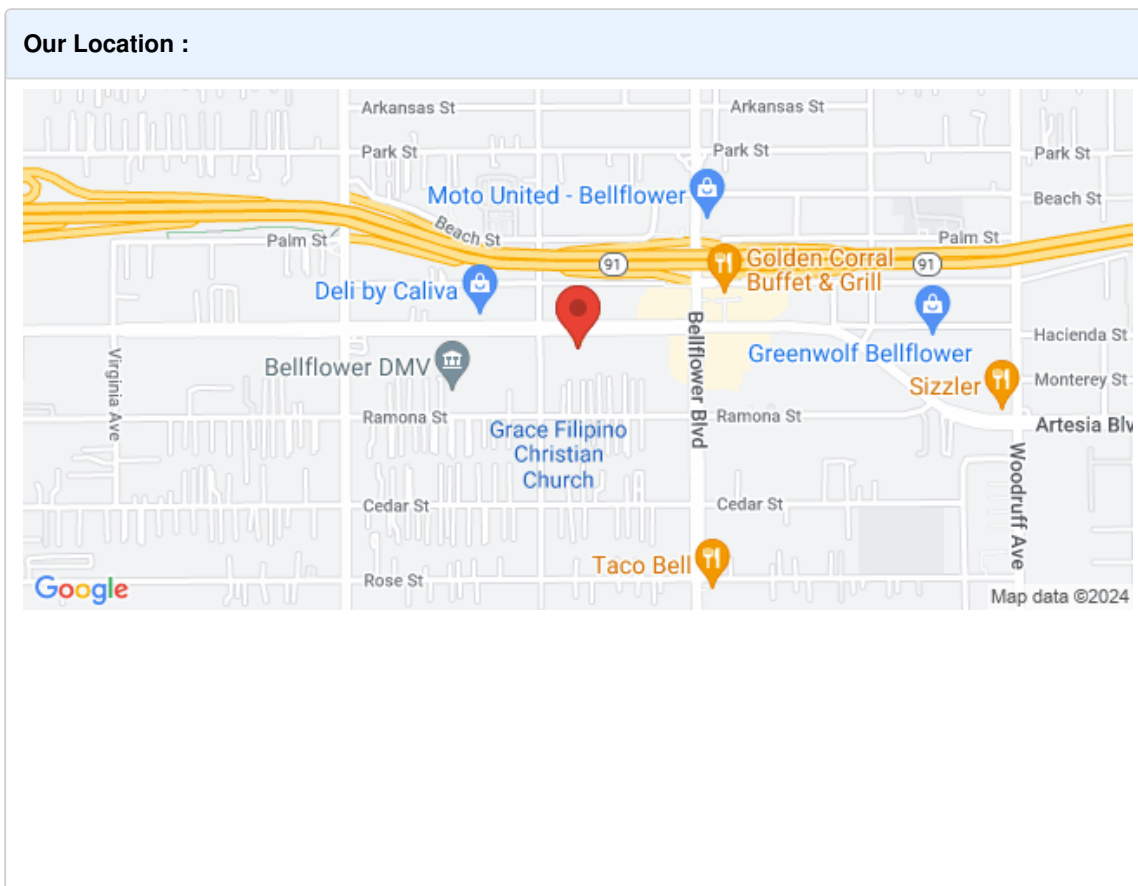 Our Location :
Arkansas St
Arkansas St
Park St
Park St
Park St
Moto United - Bellflower
Beach St
Beach St
Palm St
Palm St
91
91
Golden Corral
Buffet & Grill
Deli by Caliva
Bellflower Blvd
Hacienda St
Greenwolf Bellflower
Virginia Ave
Bellflower DMV
Sizzler
Monterey St
Ramona St
Ramona St
Artesia Blv
Grace Filipino
Christian
Church
Woodruff Ave
Cedar St
Cedar St
Taco Bell
Rose St
Google
Map data ©2024